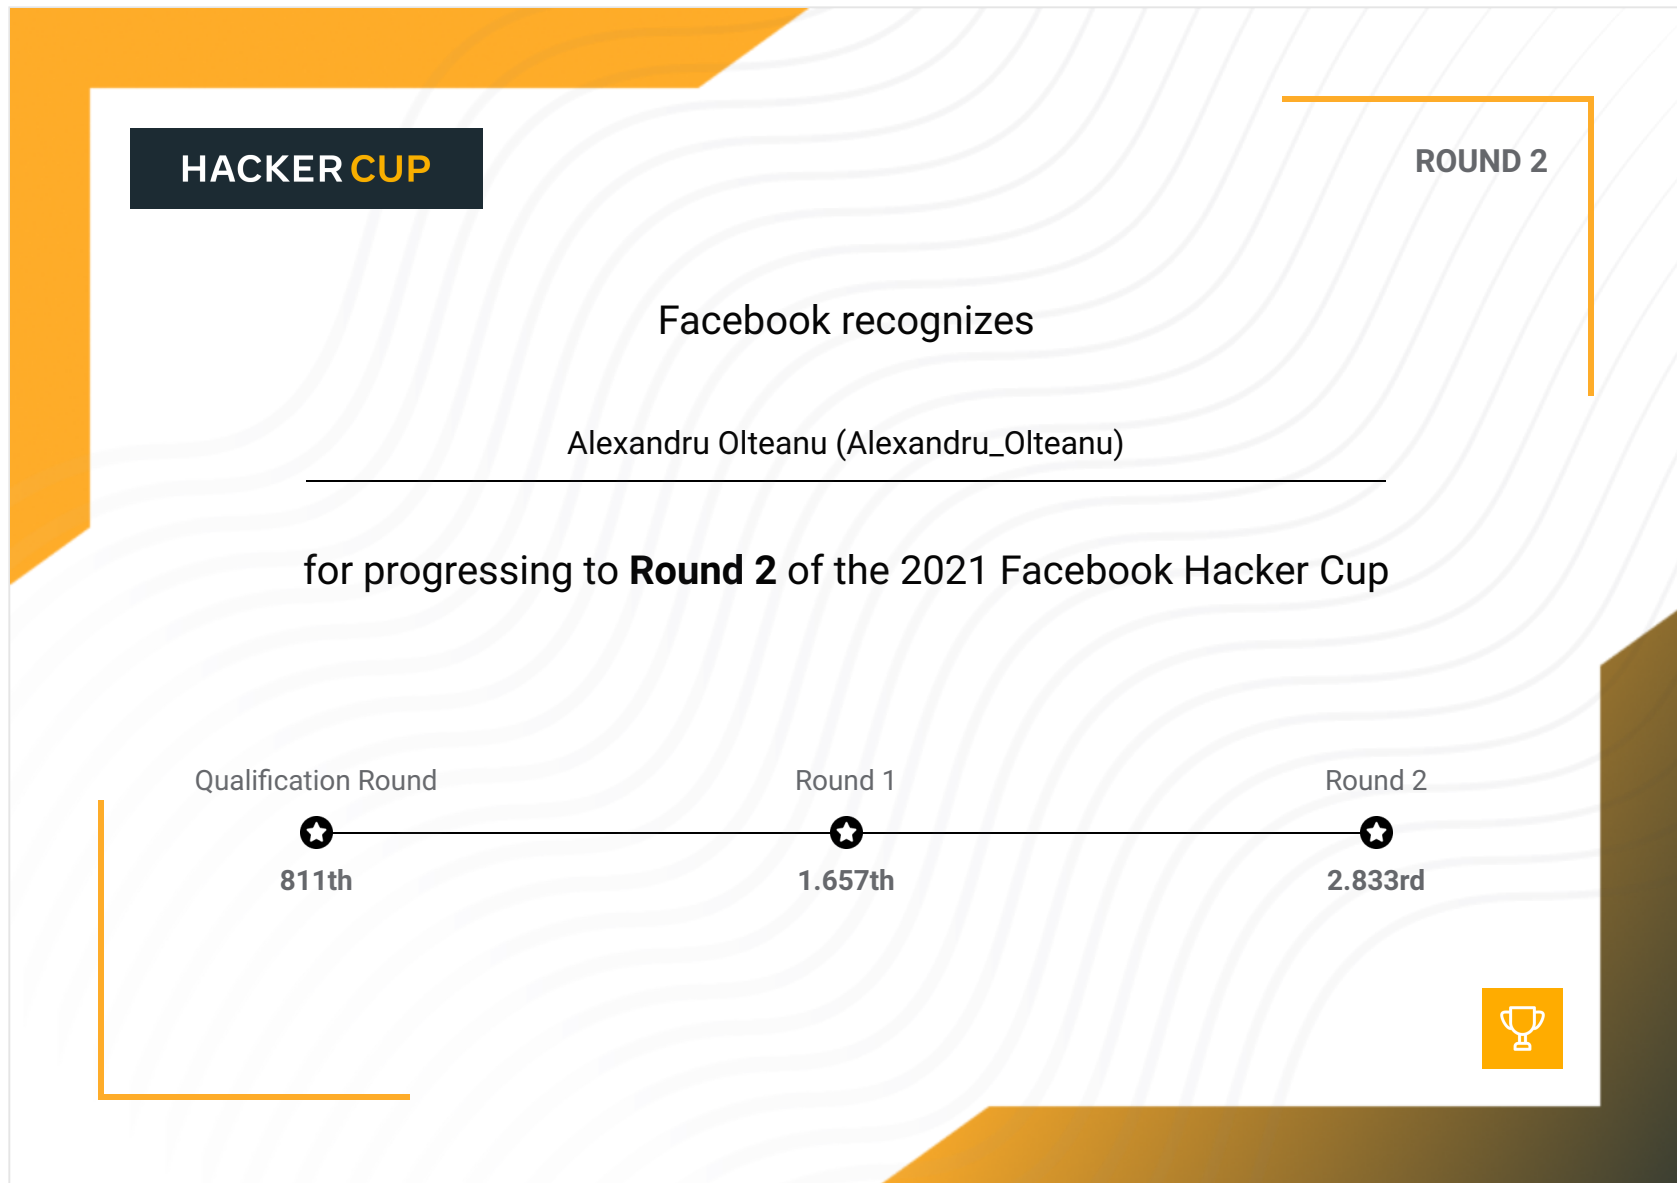 HACKER CUP
ROUND 2
Facebook recognizes
Alexandru Olteanu (Alexandru_Olteanu)
for progressing to Round 2 of the 2021 Facebook Hacker Cup
Qualification Round
Round 1
Round 2
811th
1.657th
2.833rd